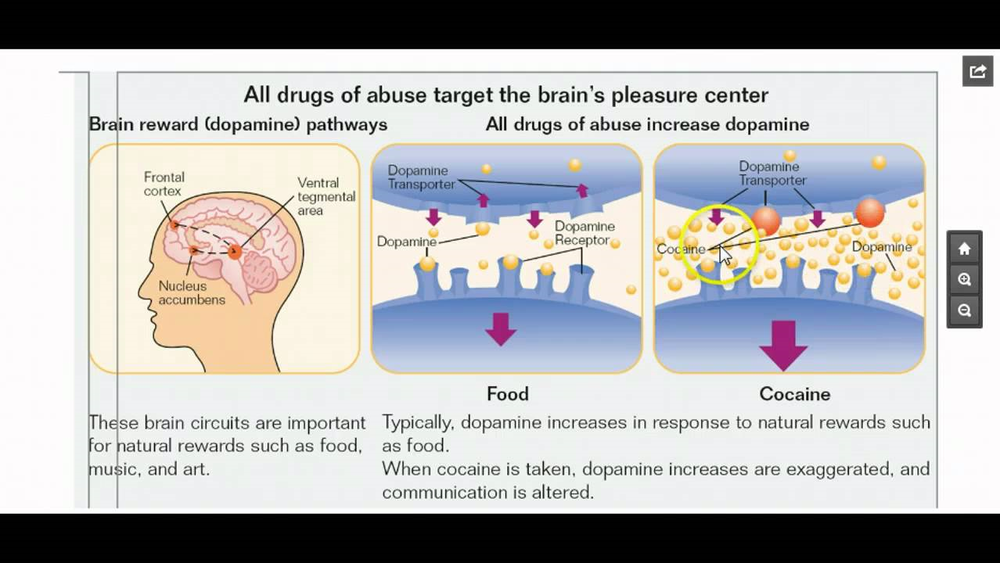 All drugs of abuse target the brain's pleasure center
Brain reward (dopamine) pathways
All drugs of abuse increase dopamine
Frontal
cortex
Ventral
tegmental
area
Nucleus
accumbens
Dopamine
Transporter
Dopamine
Dopamine
Receptor
Dopamine
Transporter
Cocaine
Dopamine
Food
Cocaine
These brain circuits are important
for natural rewards such as food,
music, and art.
Typically, dopamine increases in response to natural rewards such
as food.
When cocaine is taken, dopamine increases are exaggerated, and
communication is altered.